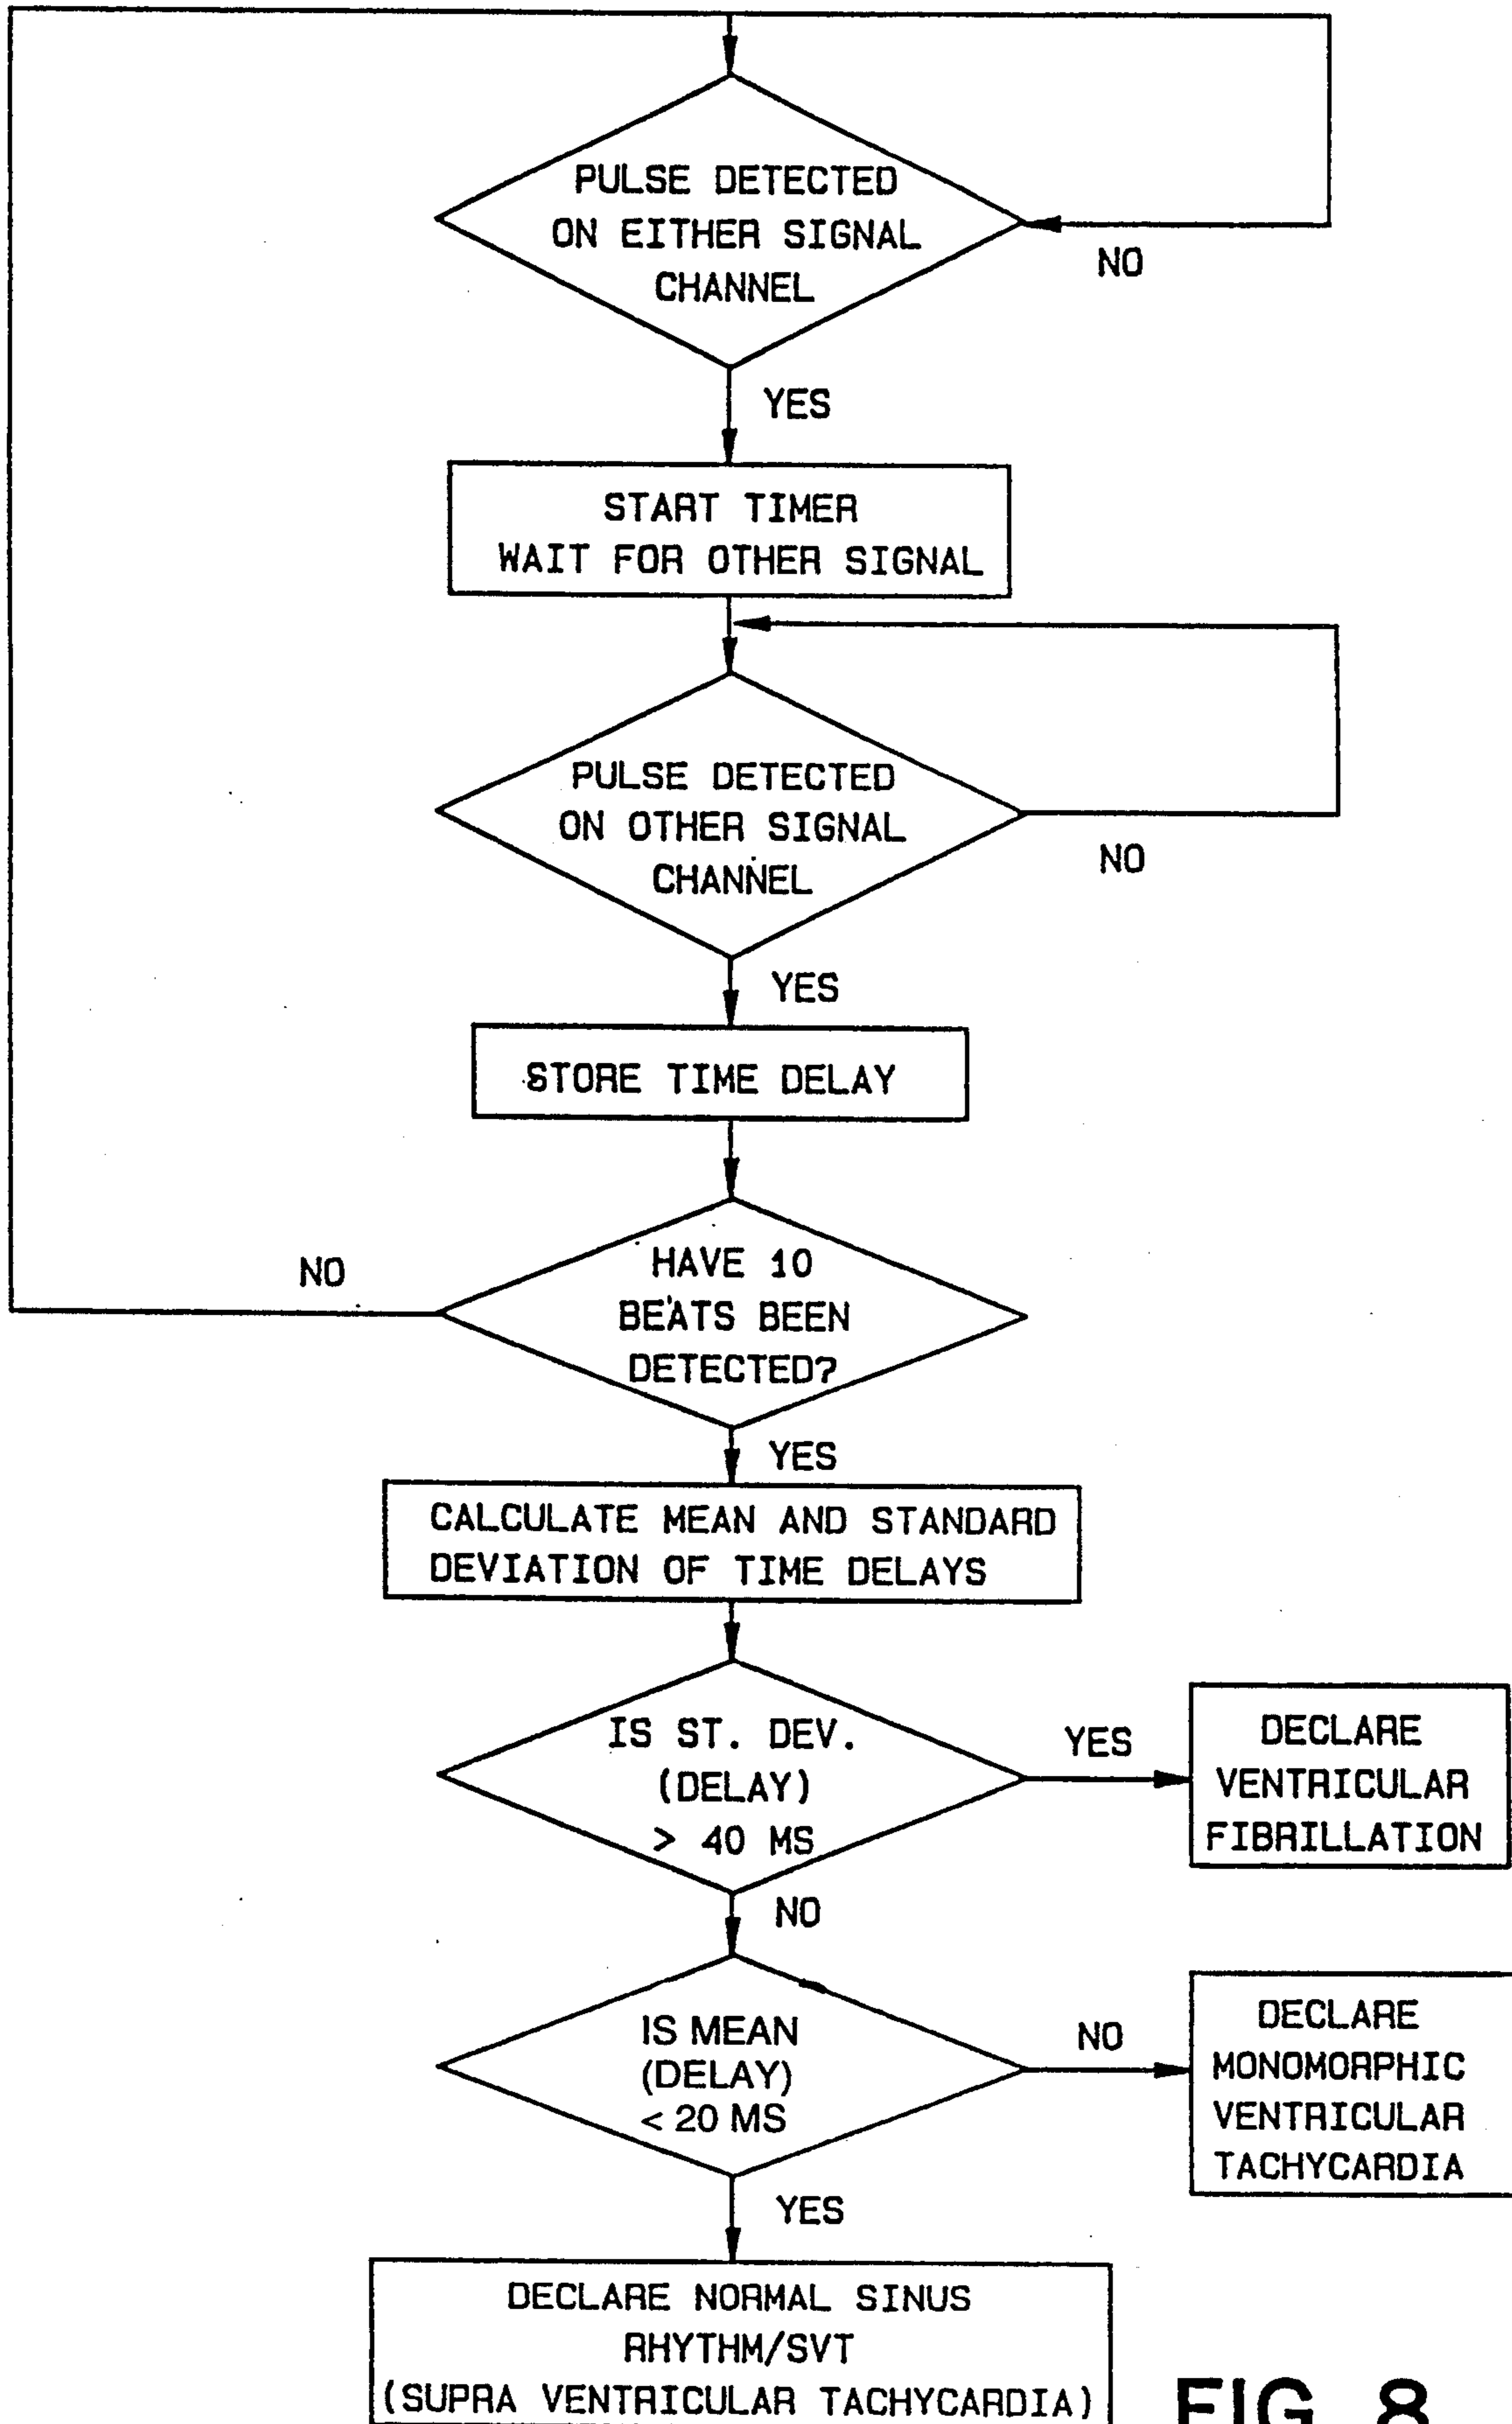 PULSE DETECTED
ON EITHER SIGNAL
CHANNEL
NO
YES
START TIMER
WAIT FOR OTHER SIGNAL
PULSE DETECTED
ON OTHER SIGNAL
CHANNEL
NO
YES
STORE TIME DELAY
NO
HAVE 10
BEATS BEEN
DETECTED?
YES
CALCULATE MEAN AND STANDARD
DEVIATION OF TIME DELAYS
IS ST. DEV.
(DELAY)
> 40 MS
YES
DECLARE
VENTRICULAR
FIBRILLATION
NO
IS MEAN
(DELAY)
< 20 MS
NO
DECLARE
MONOMORPHIC
VENTRICULAR
TACHYCARDIA
YES
DECLARE NORMAL SINUS
RHYTHM/SVT
(SUPRA VENTRICULAR TACHYCARDIA)
FIG. 8